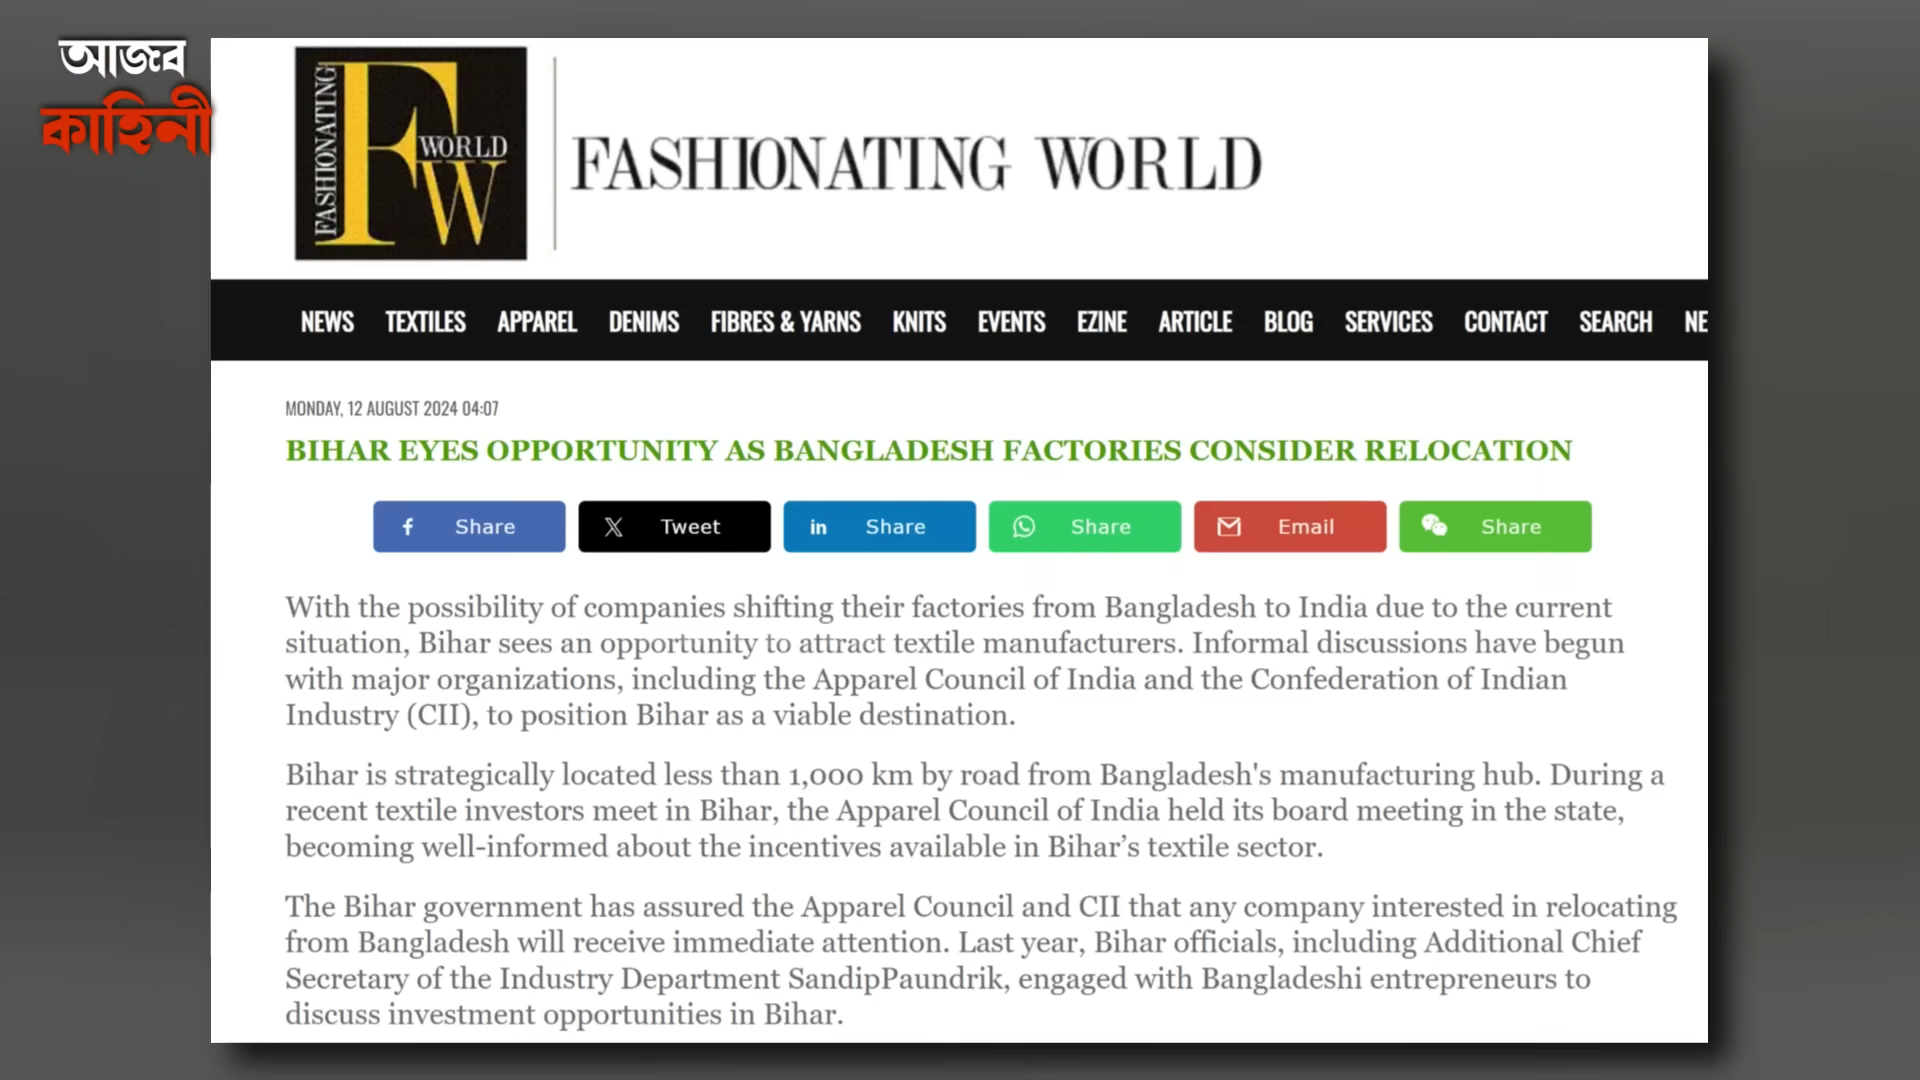 আজব
কাহিনী
FASHIONATING
WORLD
FW
FASHIONATING WORLD
NEWS TEXTILES APPAREL DENIMS FIBRES & YARNS KNITS EVENTS EZINE ARTICLE BLOG SERVICES CONTACT SEARCH NE
MONDAY, 12 AUGUST 2024 04:07
BIHAR EYES OPPORTUNITY AS BANGLADESH FACTORIES CONSIDER RELOCATION
Share Tweet Share Share Email Share
With the possibility of companies shifting their factories from Bangladesh to India due to the current
situation, Bihar sees an opportunity to attract textile manufacturers. Informal discussions have begun
with major organizations, including the Apparel Council of India and the Confederation of Indian
Industry (CII), to position Bihar as a viable destination.
Bihar is strategically located less than 1,000 km by road from Bangladesh's manufacturing hub. During a
recent textile investors meet in Bihar, the Apparel Council of India held its board meeting in the state,
becoming well-informed about the incentives available in Bihar’s textile sector.
The Bihar government has assured the Apparel Council and CII that any company interested in relocating
from Bangladesh will receive immediate attention. Last year, Bihar officials, including Additional Chief
Secretary of the Industry Department SandipPaundrik, engaged with Bangladeshi entrepreneurs to
discuss investment opportunities in Bihar.